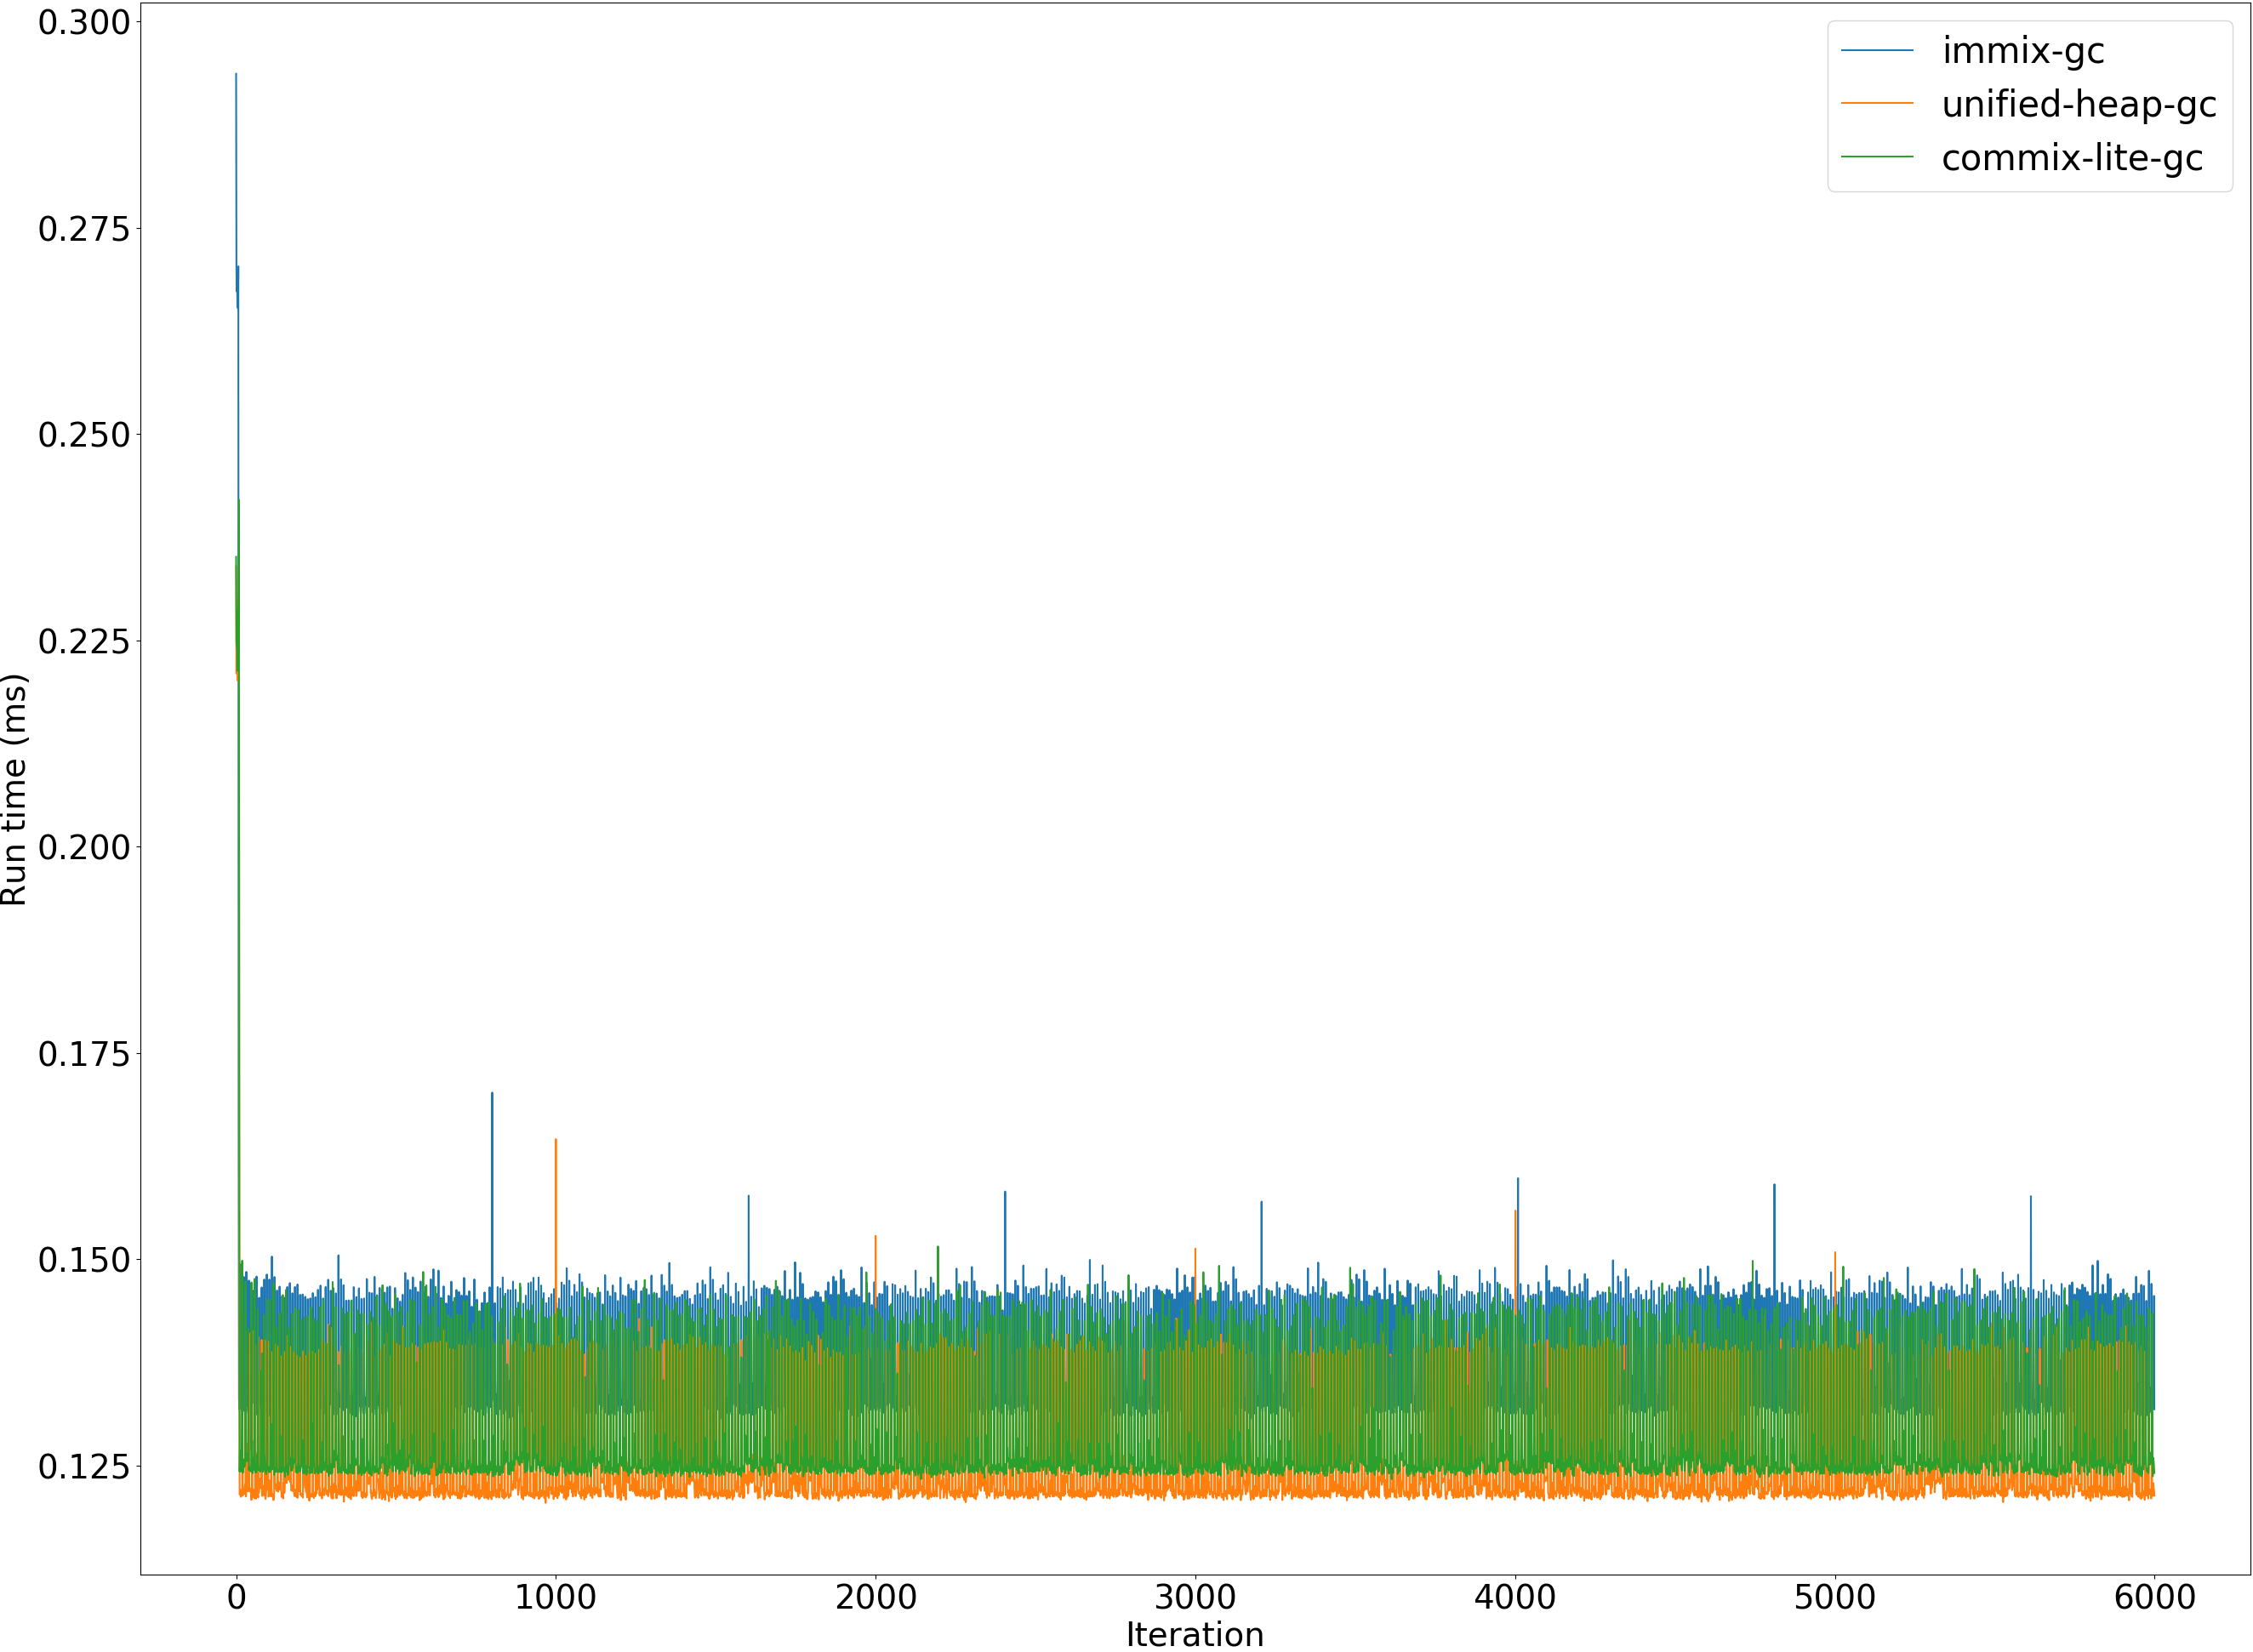 0.300
0.275
0.250
0.225
0.200
0.175
0.150
0.125
Run time (ms)
immix-gc
unified-heap-gc
commix-lite-gc
0 1000 2000 3000 4000 5000 6000
Iteration